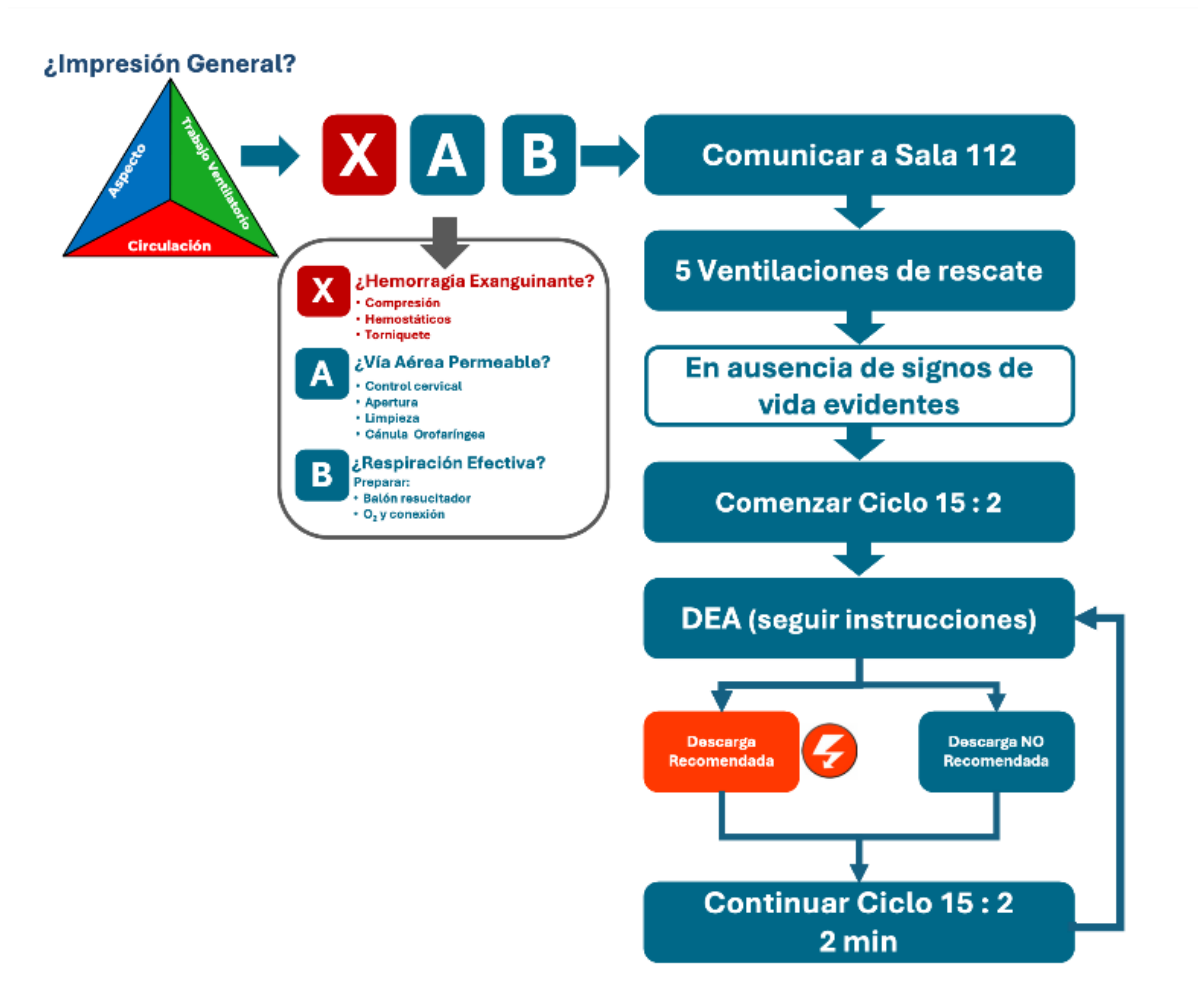 ¿Impresión General?
Aspecto
Trabajo Ventilatorio
Circulación
X A B
Comunicar a Sala 112
X
¿Hemorragía Exanguinante?
• Compresión
• Hemostáticos
• Torniquete
A
¿Vía Aérea Permeable?
• Control cervical
• Apertura
• Limpieza
• Cánula Orofaríngea
B
¿Respiración Efectiva?
Preparar:
• Balón resucitador
• O₂ y conexión
5 Ventilaciones de rescate
En ausencia de signos de
vida evidentes
Comenzar Ciclo 15 : 2
DEA (seguir instrucciones)
Descarga
Recomendada
Descarga NO
Recomendada
Continuar Ciclo 15 : 2
2 min